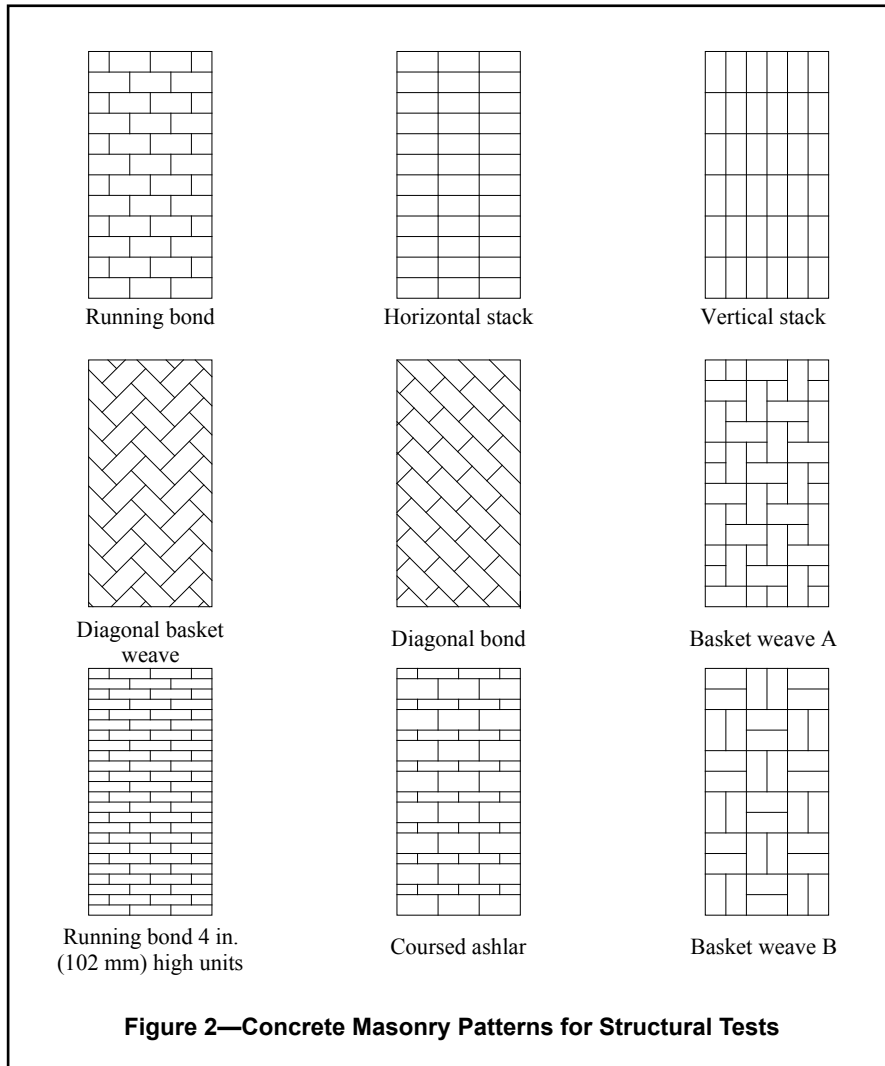 Running bond
Horizontal stack
Vertical stack
Diagonal basket
weave
Diagonal bond
Basket weave A
Running bond 4 in.
(102 mm) high units
Coursed ashlar
Basket weave B
Figure 2—Concrete Masonry Patterns for Structural Tests